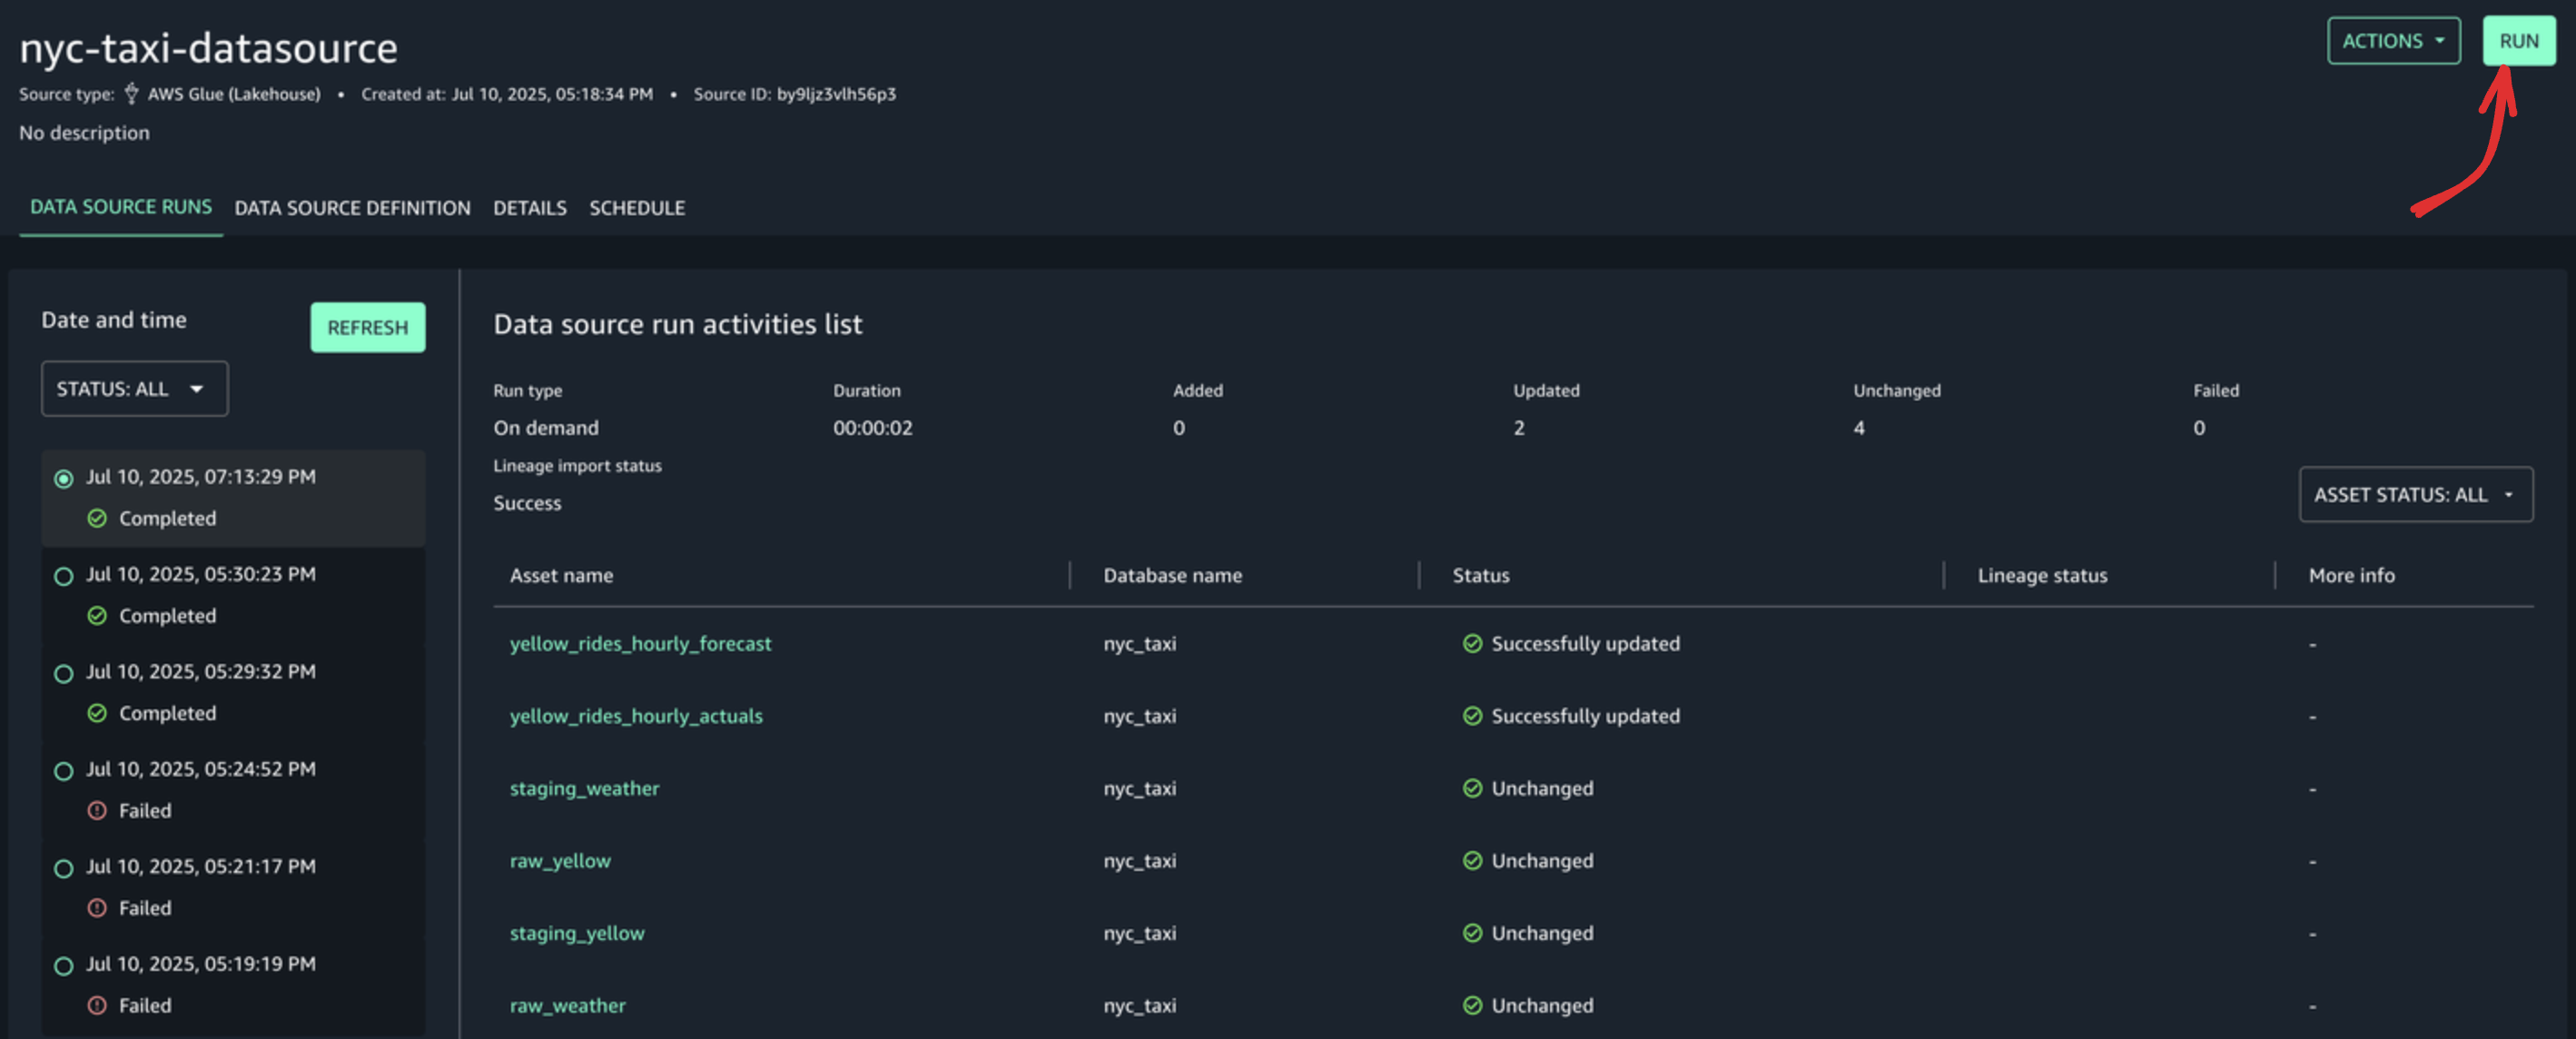 nyc-taxi-datasource
ACTIONS
RUN
Source type: AWS Glue (Lakehouse) • Created at: Jul 10, 2025, 05:18:34 PM • Source ID: by9ljz3vlh56p3
No description
DATA SOURCE RUNS DATA SOURCE DEFINITION DETAILS SCHEDULE
Date and time
REFRESH
STATUS: ALL
Jul 10, 2025, 07:13:29 PM
Completed
Jul 10, 2025, 05:30:23 PM
Completed
Jul 10, 2025, 05:29:32 PM
Completed
Jul 10, 2025, 05:24:52 PM
Failed
Jul 10, 2025, 05:21:17 PM
Failed
Jul 10, 2025, 05:19:19 PM
Failed
Data source run activities list
Run type Duration Added Updated Unchanged Failed
On demand 00:00:02 0 2 4 0
Lineage import status
Success
ASSET STATUS: ALL
Asset name Database name Status Lineage status More info
yellow_rides_hourly_forecast nyc_taxi Successfully updated -
yellow_rides_hourly_actuals nyc_taxi Successfully updated -
staging_weather nyc_taxi Unchanged -
raw_yellow nyc_taxi Unchanged -
staging_yellow nyc_taxi Unchanged -
raw_weather nyc_taxi Unchanged -